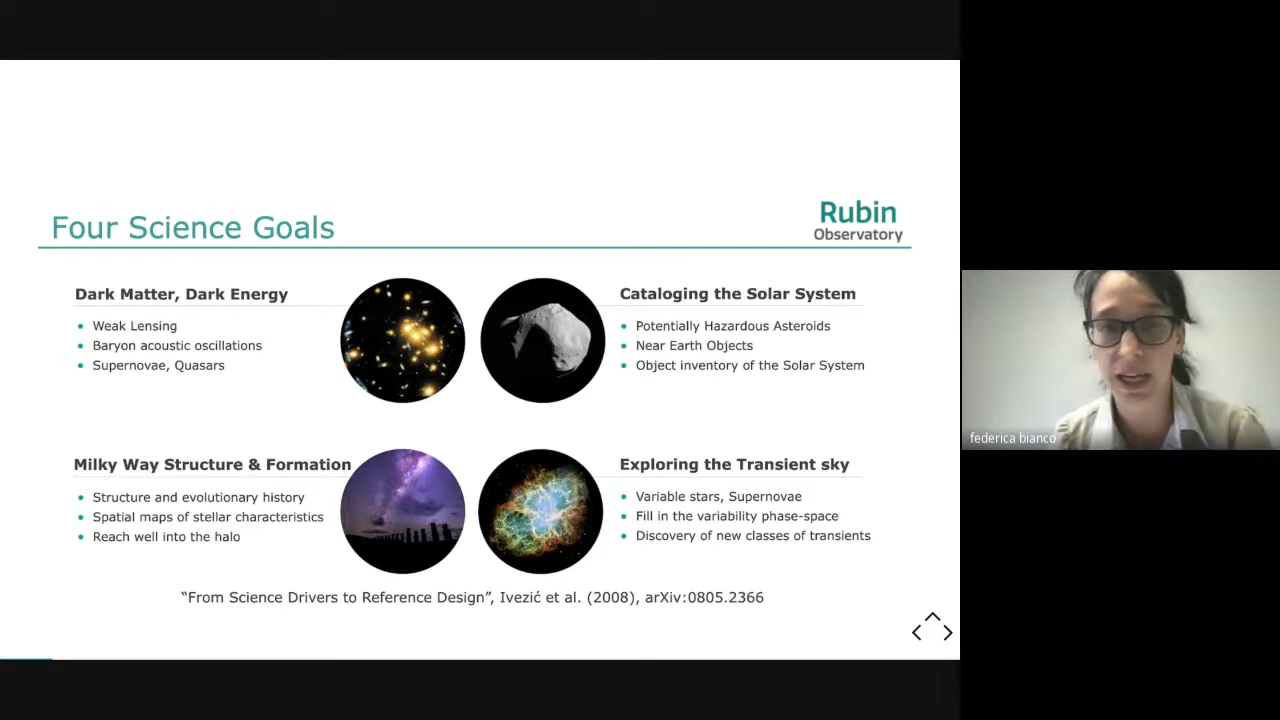 Four Science Goals
Rubin
Observatory
Dark Matter, Dark Energy
Weak Lensing
Baryon acoustic oscillations
Supernovae, Quasars
Cataloging the Solar System
Potentially Hazardous Asteroids
Near Earth Objects
Object inventory of the Solar System
Milky Way Structure & Formation
Structure and evolutionary history
Spatial maps of stellar characteristics
Reach well into the halo
Exploring the Transient sky
Variable stars, Supernovae
Fill in the variability phase-space
Discovery of new classes of transients
“From Science Drivers to Reference Design”, Ivezić et al. (2008), arXiv:0805.2366
federica bianco